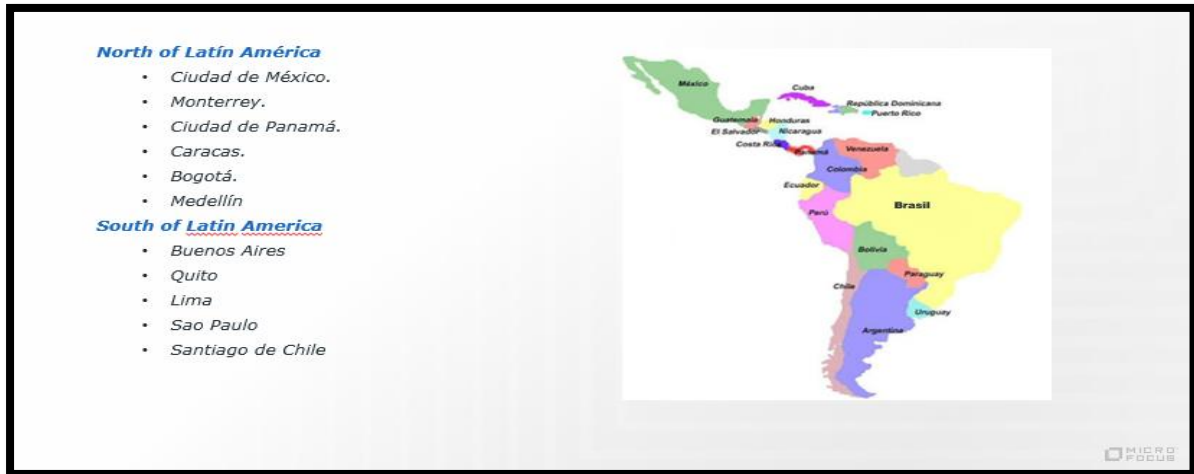 North of Latín América
• Ciudad de México.
• Monterrey.
• Ciudad de Panamá.
• Caracas.
• Bogotá.
• Medellín
South of Latin America
• Buenos Aires
• Quito
• Lima
• Sao Paulo
• Santiago de Chile
México
Cuba
República Dominicana
Puerto Rico
Guatemala
Honduras
El Salvador
Nicaragua
Costa Rica
Panamá
Venezuela
Colombia
Ecuador
Brasil
Perú
Bolivia
Paraguay
Chile
Uruguay
Argentina
MICRO
FOCUS